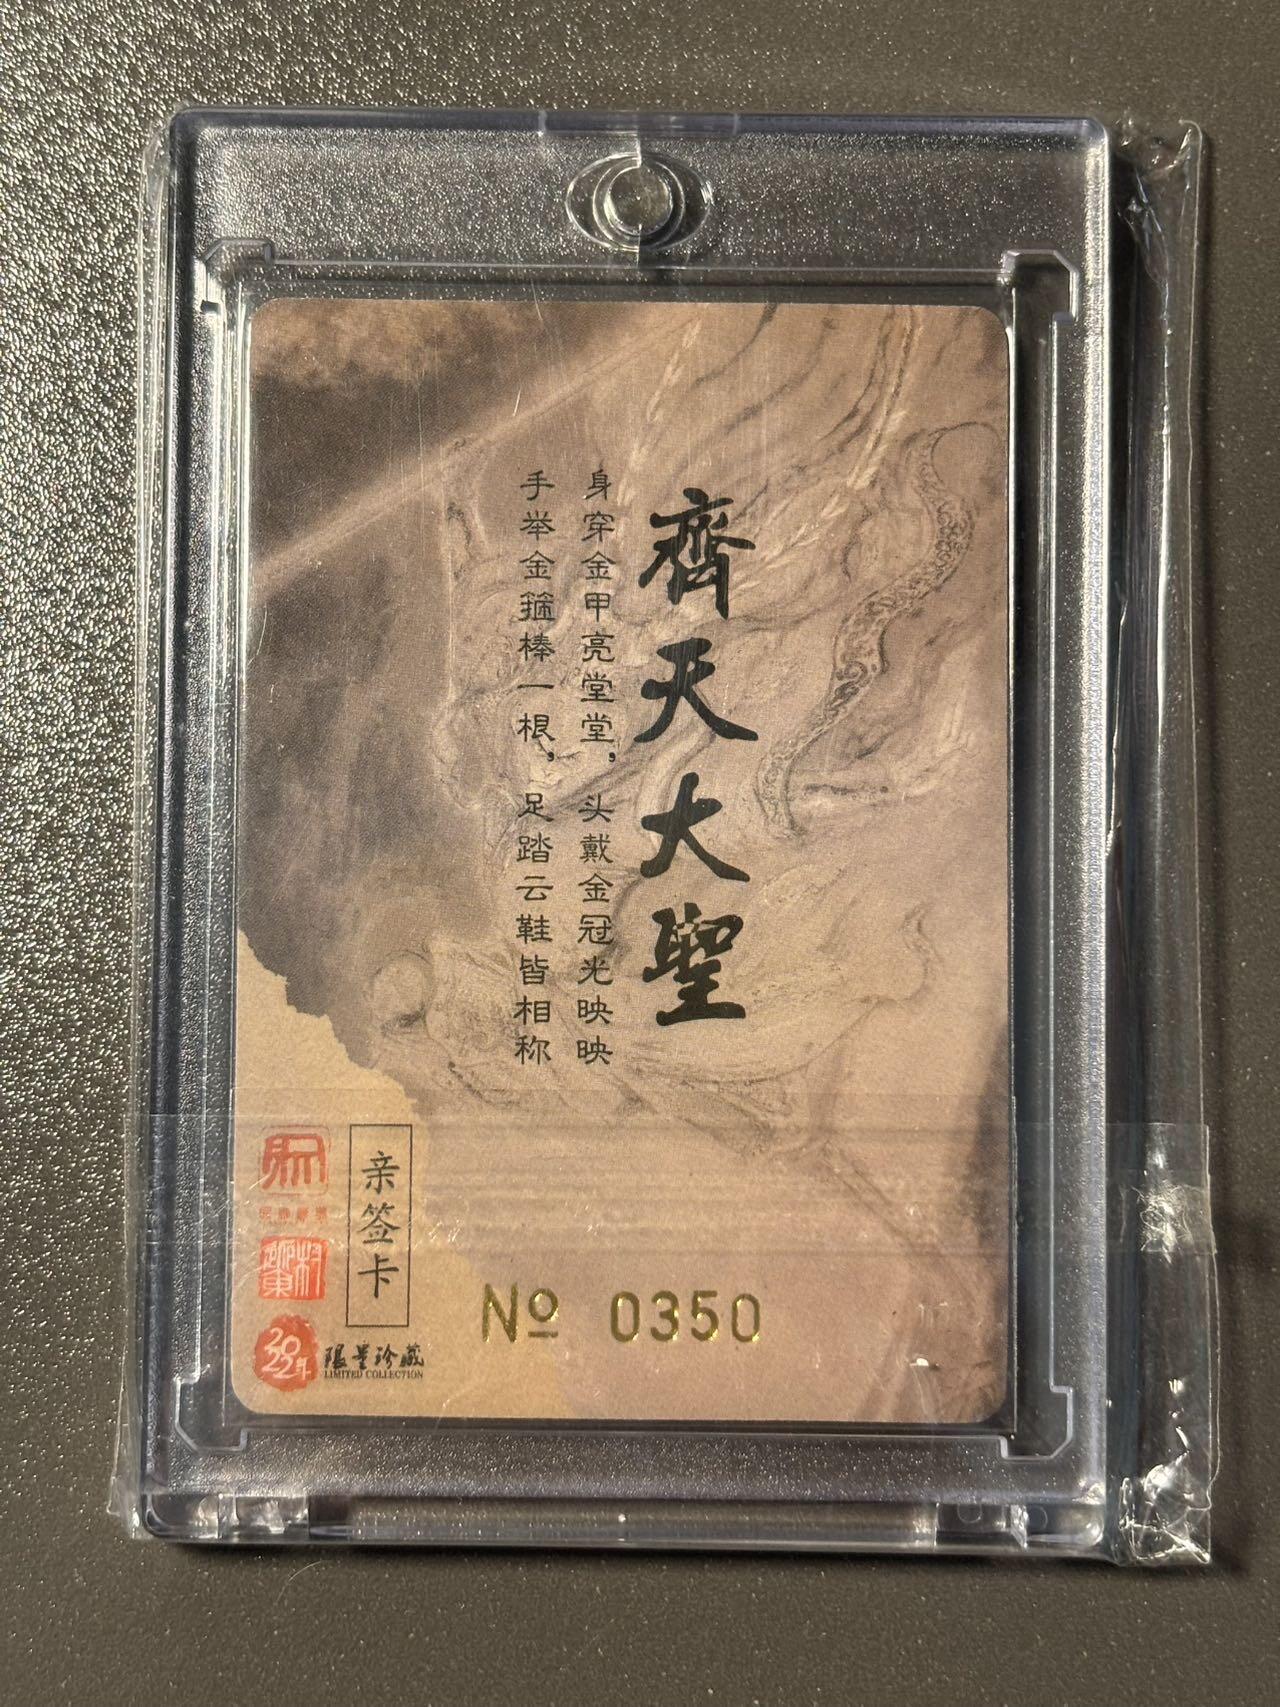 齊天大聖
身穿金甲亮堂堂，头戴金冠光映映
手举金箍棒一根，足踏云鞋皆相称
亲签卡
2022年
限量珍藏
LIMITED COLLECTION
№ 0350